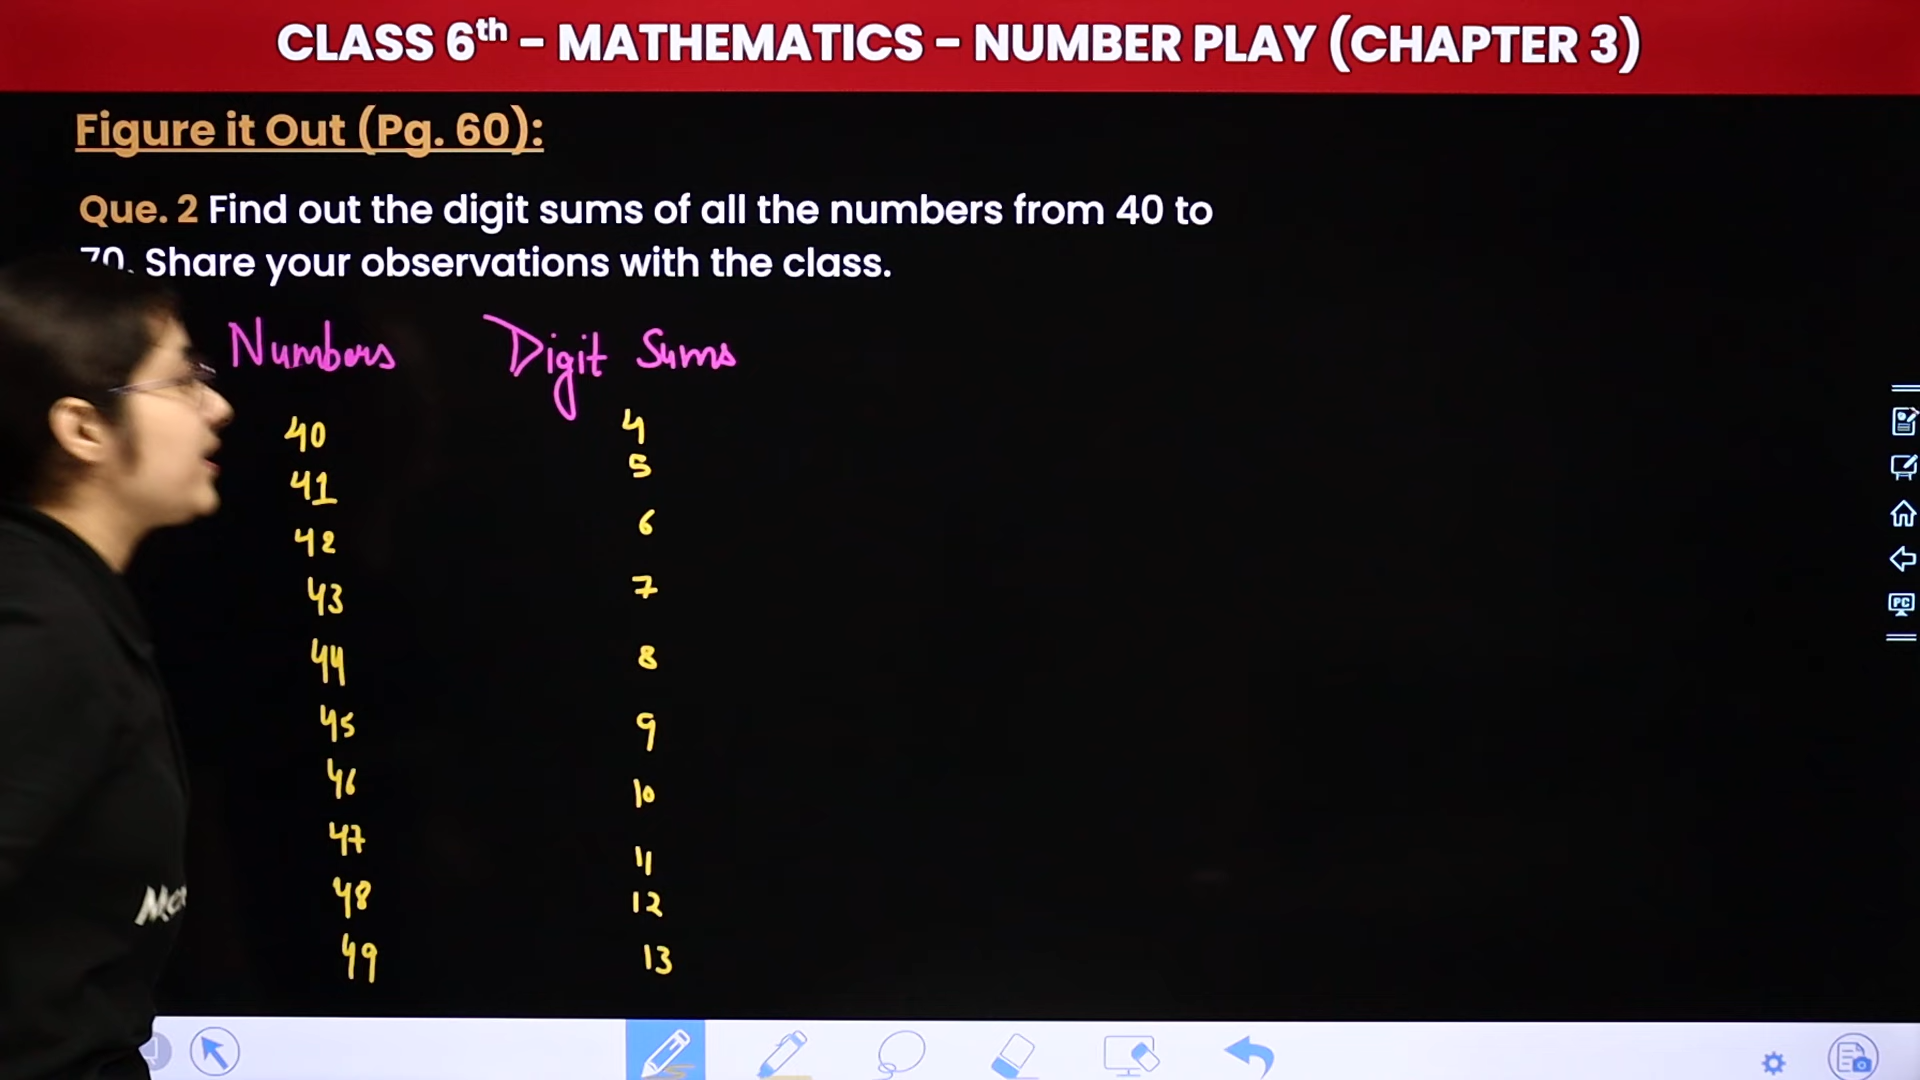 CLASS 6th - MATHEMATICS - NUMBER PLAY (CHAPTER 3)
Figure it Out (Pg. 60):
Que. 2 Find out the digit sums of all the numbers from 40 to
70. Share your observations with the class.
Numbers Digit Sums
40 4
41 5
42 6
43 7
44 8
45 9
46 10
47 11
48 12
49 13
PC